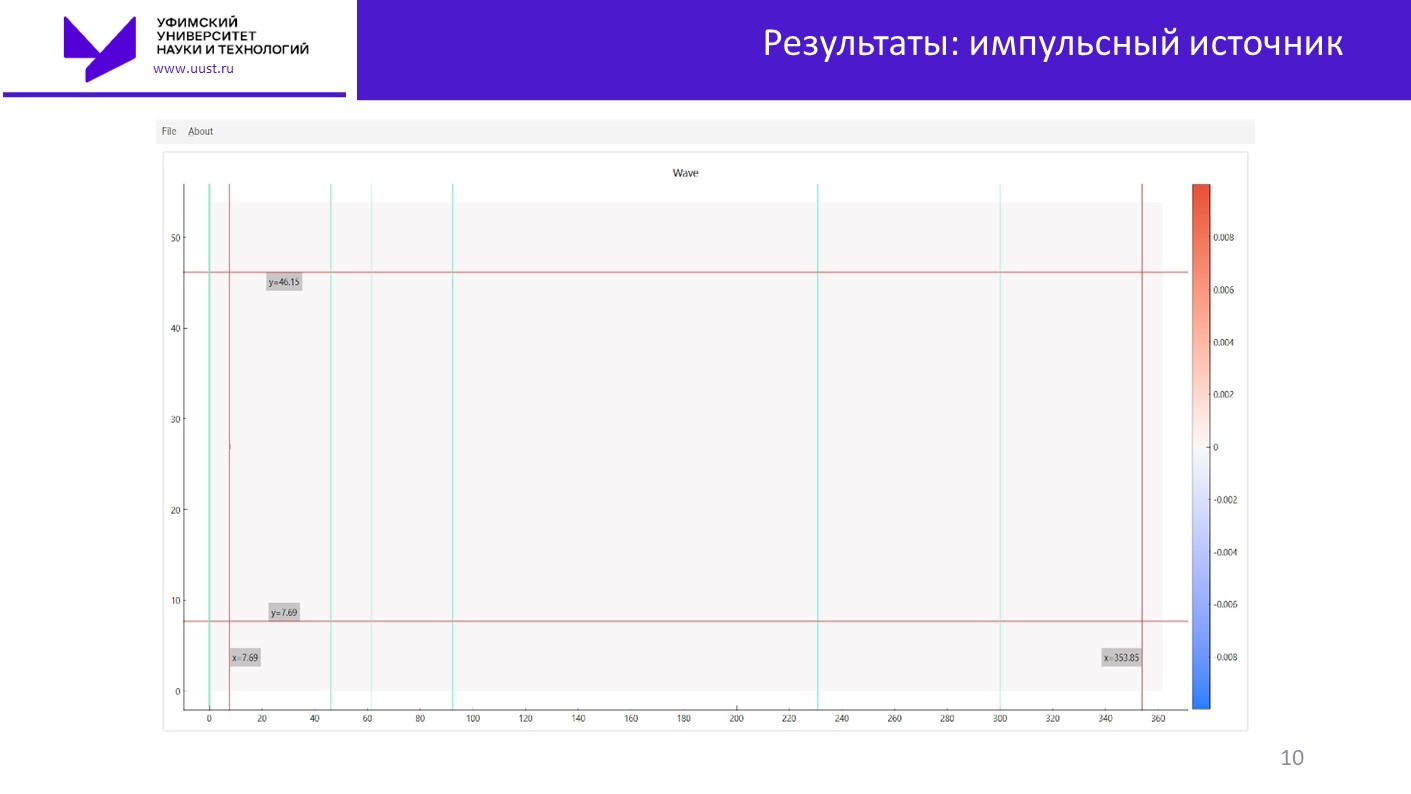 УФИМСКИЙ
УНИВЕРСИТЕТ
НАУКИ И ТЕХНОЛОГИЙ
www.uust.ru
Результаты: импульсный источник
File About
Wave
50
40
30
20
10
0
y=46.15
y=7.69
x=7.69
x=353.85
0 20 40 60 80 100 120 140 160 180 200 220 240 260 280 300 320 340 360
0.008
0.006
0.004
0.002
0
-0.002
-0.004
-0.006
-0.008
10